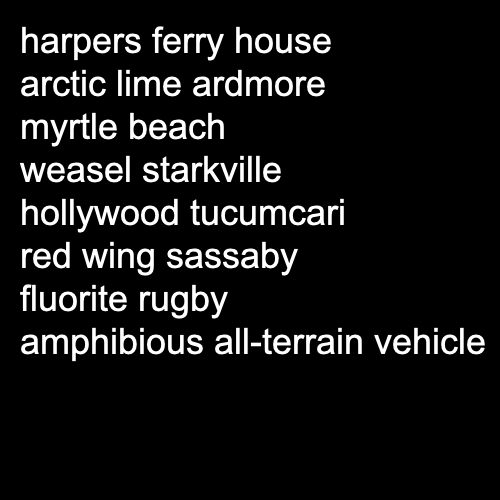 harpers ferry house
arctic lime ardmore
myrtle beach
weasel starkville
hollywood tucumcari
red wing sassaby
fluorite rugby
amphibious all-terrain vehicle